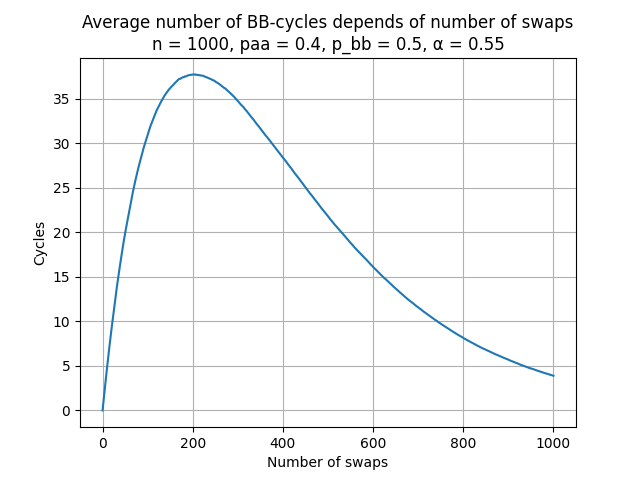 Average number of BB-cycles depends of number of swaps
n = 1000, paa = 0.4, p_bb = 0.5, α = 0.55
35
30
25
20
15
10
5
0
Cycles
0 200 400 600 800 1000
Number of swaps